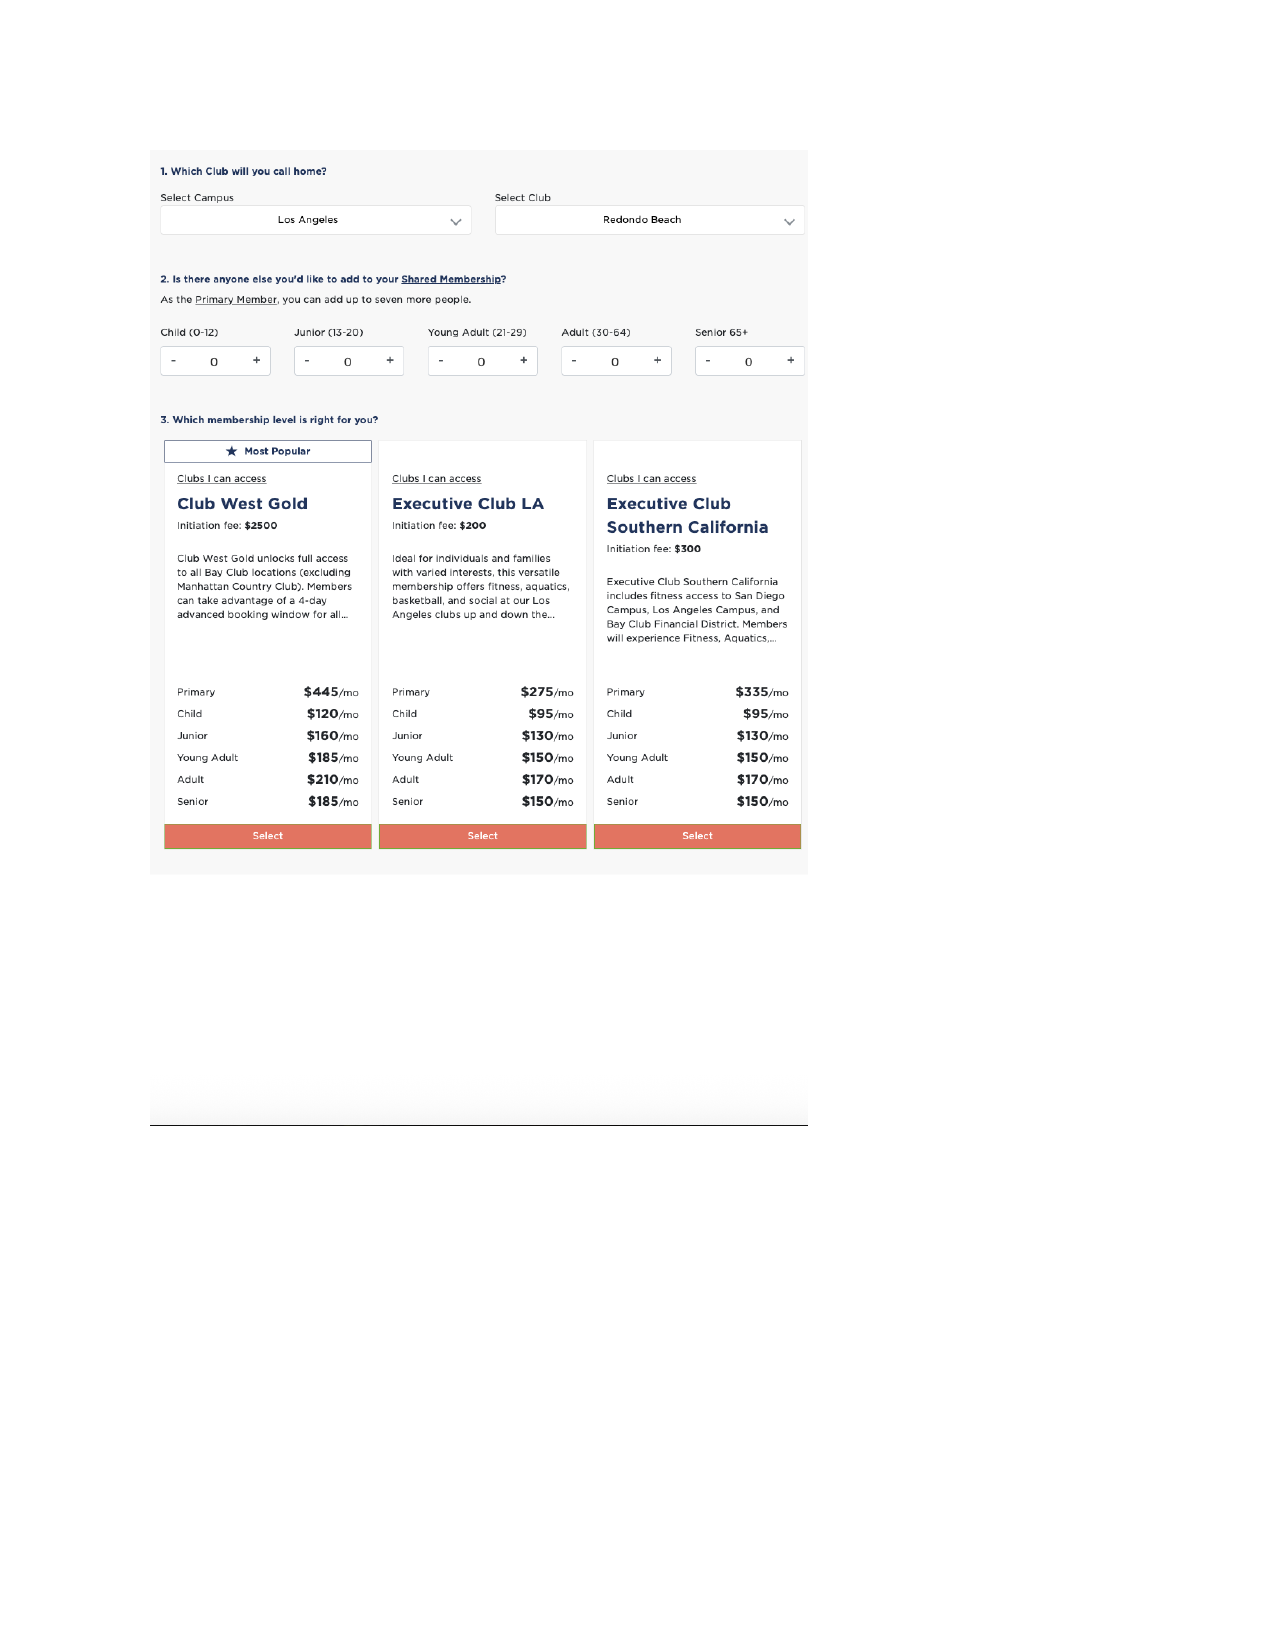 1. Which Club will you call home?
Select Campus
Select Club
Los Angeles
Redondo Beach
2. Is there anyone else you'd like to add to your Shared Membership?
As the Primary Member, you can add up to seven more people.
Child (0-12)
Junior (13-20)
Young Adult (21-29)
Adult (30-64)
Senior 65+
- 0 +
- 0 +
- 0 +
- 0 +
- 0 +
3. Which membership level is right for you?
★ Most Popular
Clubs I can access
Club West Gold
Initiation fee: $2500
Club West Gold unlocks full access
to all Bay Club locations (excluding
Manhattan Country Club). Members
can take advantage of a 4-day
advanced booking window for all...
Primary $445/mo
Child $120/mo
Junior $160/mo
Young Adult $185/mo
Adult $210/mo
Senior $185/mo
Select
Clubs I can access
Executive Club LA
Initiation fee: $200
Ideal for individuals and families
with varied interests, this versatile
membership offers fitness, aquatics,
basketball, and social at our Los
Angeles clubs up and down the...
Primary $275/mo
Child $95/mo
Junior $130/mo
Young Adult $150/mo
Adult $170/mo
Senior $150/mo
Select
Clubs I can access
Executive Club
Southern California
Initiation fee: $300
Executive Club Southern California
includes fitness access to San Diego
Campus, Los Angeles Campus, and
Bay Club Financial District. Members
will experience Fitness, Aquatics,...
Primary $335/mo
Child $95/mo
Junior $130/mo
Young Adult $150/mo
Adult $170/mo
Senior $150/mo
Select